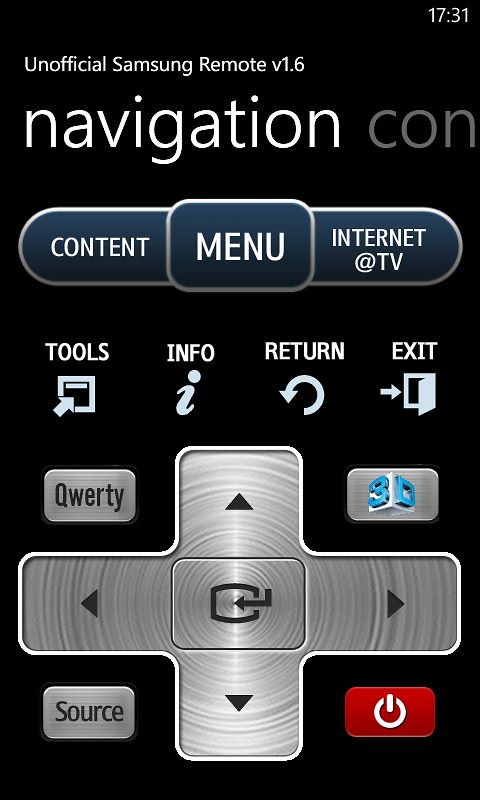 17:31
Unofficial Samsung Remote v1.6
navigation con
CONTENT
MENU
INTERNET
@TV
TOOLS INFO RETURN EXIT
Qwerty
3D
Source